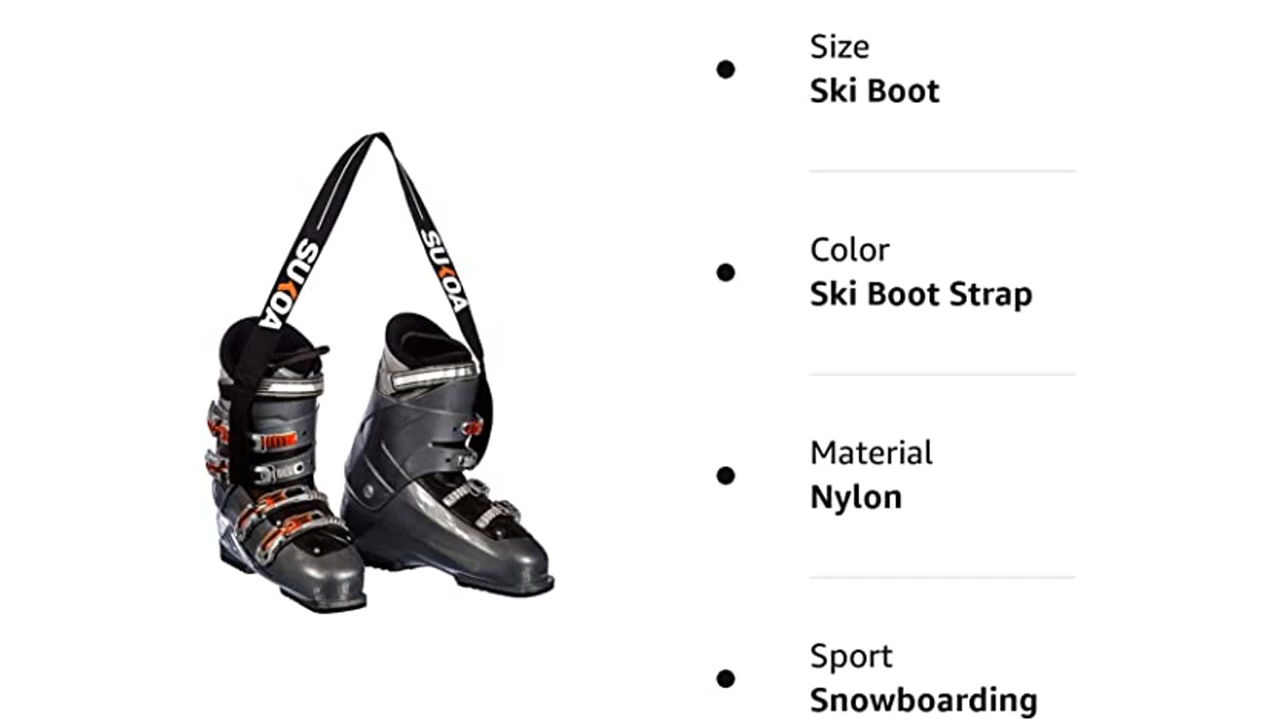 SUKOA
SUKOA
Size
Ski Boot
Color
Ski Boot Strap
Material
Nylon
Sport
Snowboarding